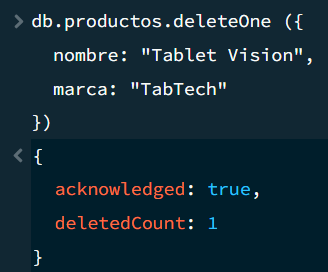 > db.productos.deleteOne ({
nombre: "Tablet Vision",
marca: "TabTech"
})
< {
acknowledged: true,
deletedCount: 1
}